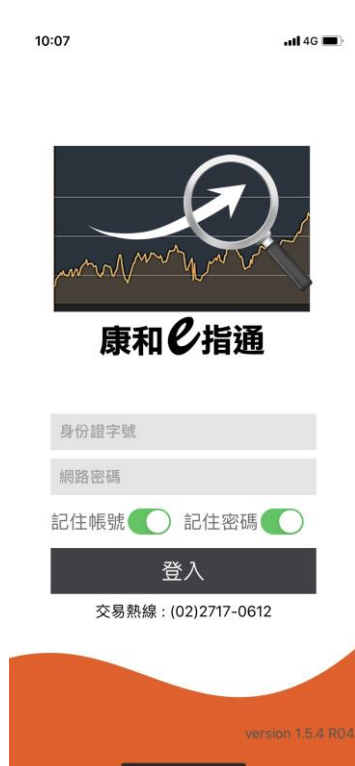 10:07
4G
康和e指通
身份證字號
網路密碼
記住帳號 記住密碼
登入
交易熱線 : (02)2717-0612
version 1.5.4 R04